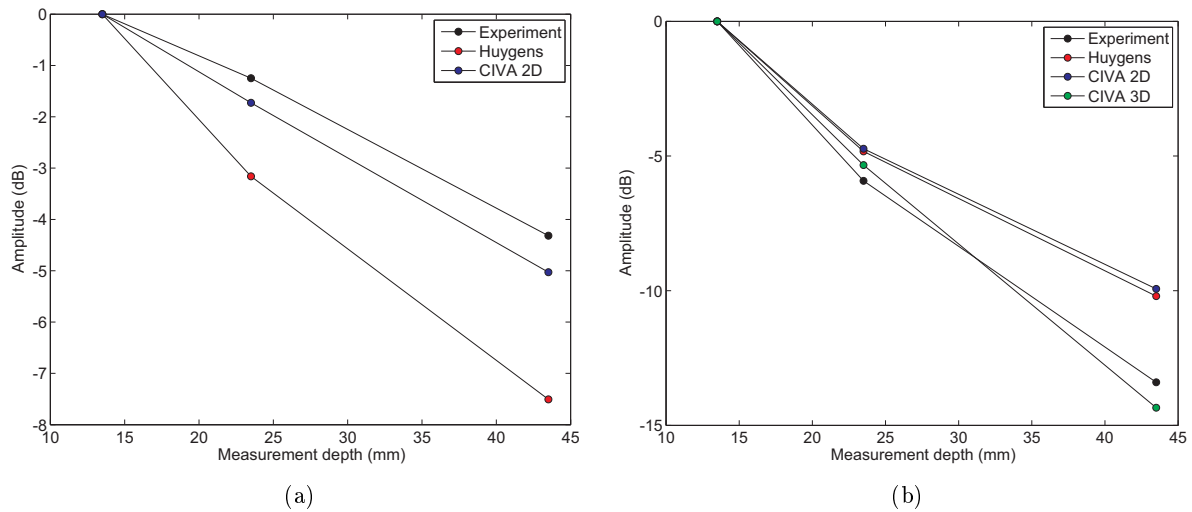 0
-1
-2
-3
-4
-5
-6
-7
-8
10 15 20 25 30 35 40 45
Amplitude (dB)
Measurement depth (mm)
Experiment
Huygens
CIVA 2D
(a)
0
-5
-10
-15
10 15 20 25 30 35 40 45
Amplitude (dB)
Measurement depth (mm)
Experiment
Huygens
CIVA 2D
CIVA 3D
(b)